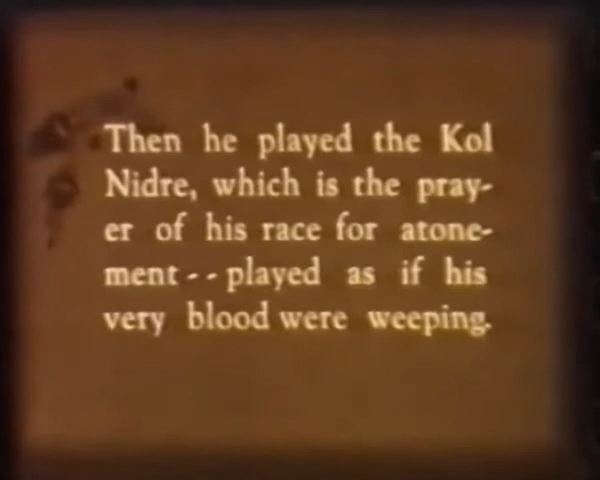 Then he played the Kol
Nidre, which is the pray-
er of his race for atone-
ment--played as if his
very blood were weeping.